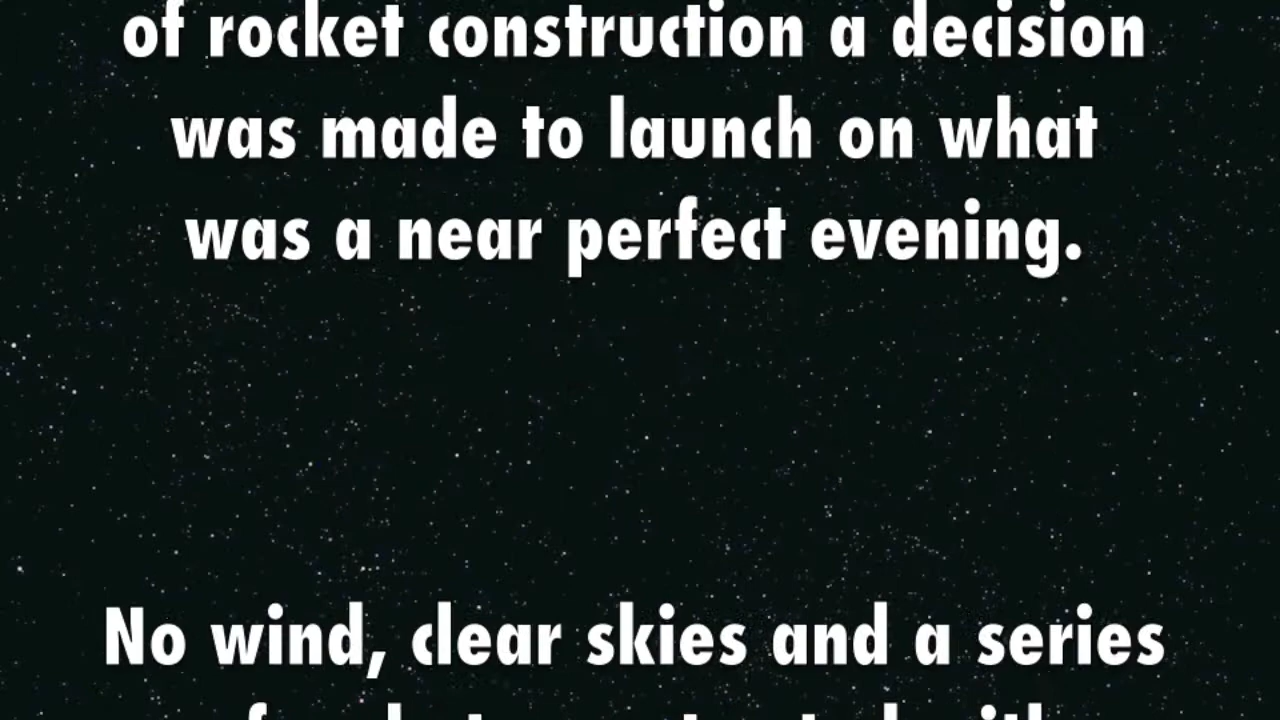 of rocket construction a decision
was made to launch on what
was a near perfect evening.
No wind, clear skies and a series